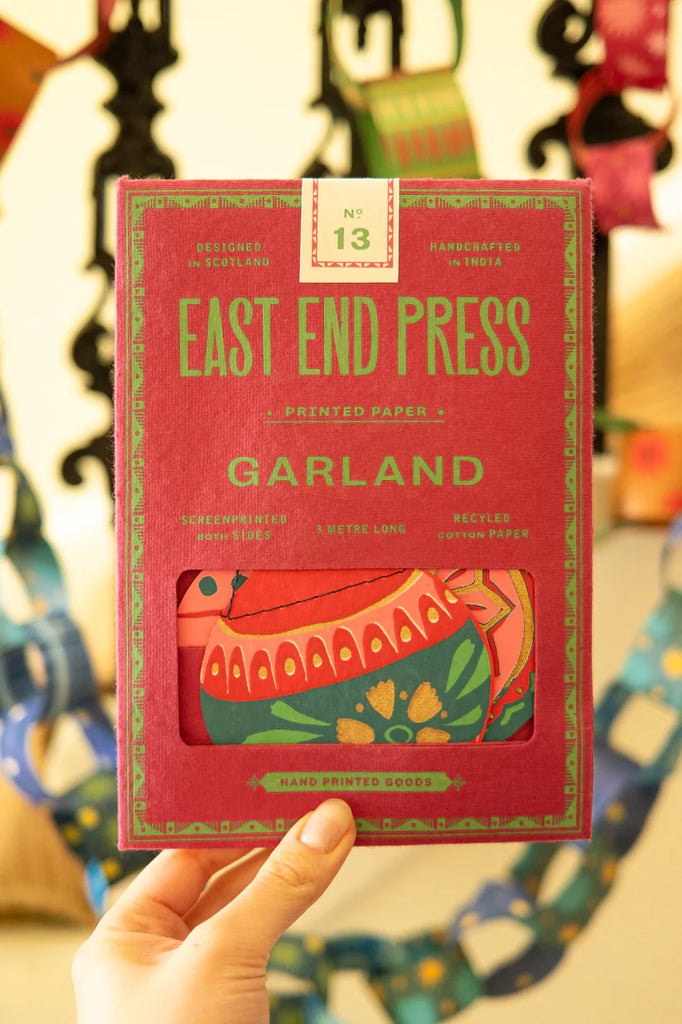 Nº
13
DESIGNED
IN SCOTLAND
HANDCRAFTED
IN INDIA
EAST END PRESS
• PRINTED PAPER •
GARLAND
SCREENPRINTED
BOTH SIDES
3 METRE LONG
RECYLED
COTTON PAPER
HAND PRINTED GOODS